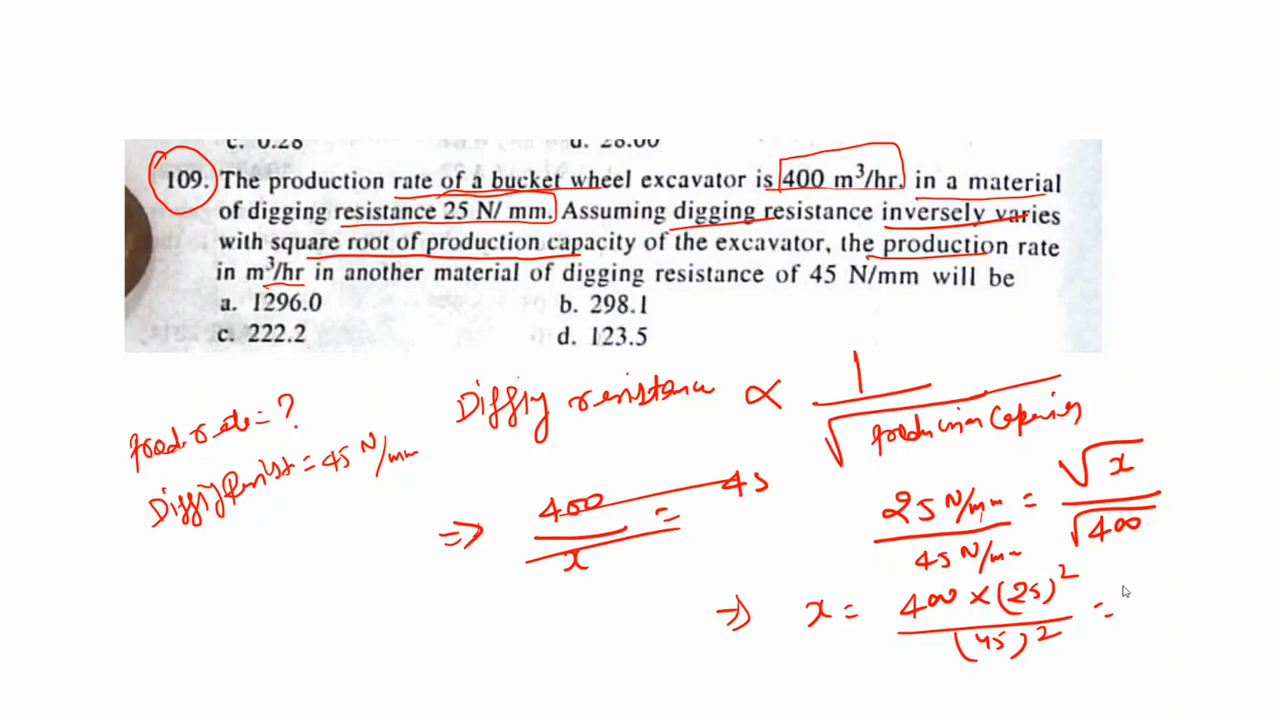 c. 0.28 d. 28.00
109. The production rate of a bucket wheel excavator is 400 m³/hr. in a material
of digging resistance 25 N/ mm. Assuming digging resistance inversely varies
with square root of production capacity of the excavator, the production rate
in m³/hr in another material of digging resistance of 45 N/mm will be
a. 1296.0 b. 298.1
c. 222.2 d. 123.5
Prod rate = ?
Resist = 45 N/mm
resistance ∝ 1 / √
⇒ 400 / x = 45
25 N/mm / 45 N/mm = √x / √400
⇒ x = 400 × (25)² / (45)² =